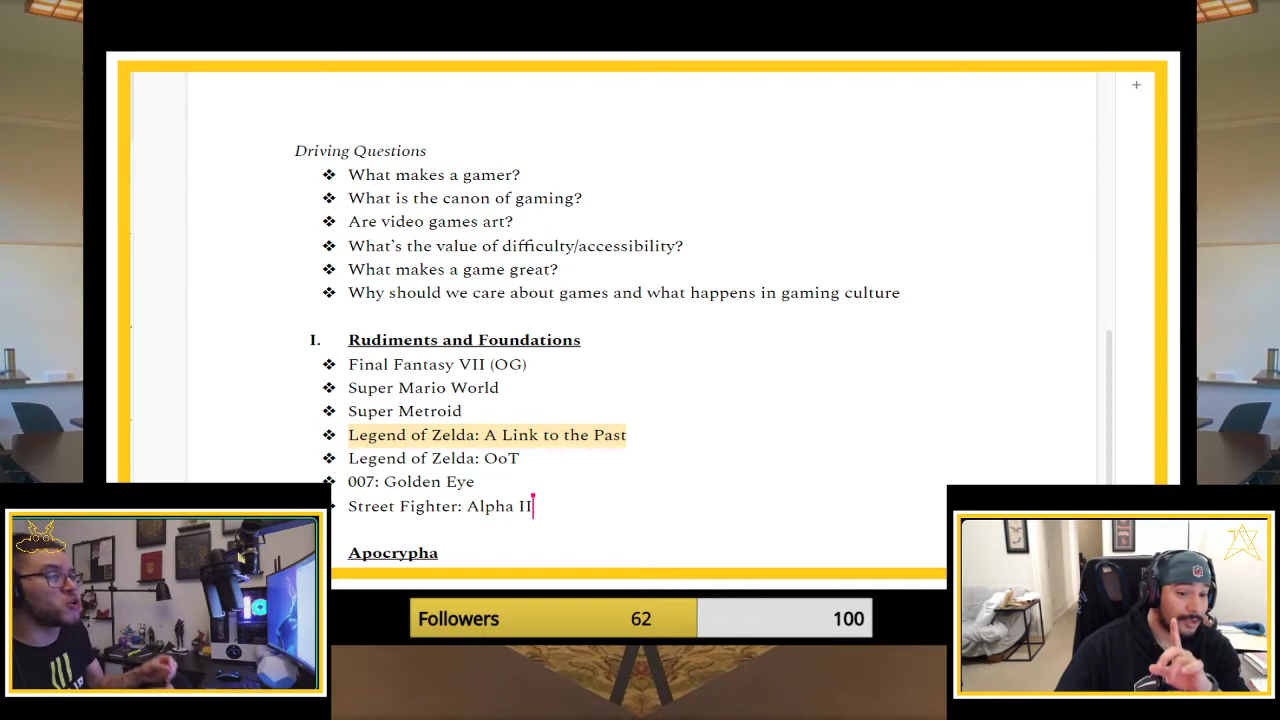 Driving Questions
❖ What makes a gamer?
❖ What is the canon of gaming?
❖ Are video games art?
❖ What's the value of difficulty/accessibility?
❖ What makes a game great?
❖ Why should we care about games and what happens in gaming culture
I. Rudiments and Foundations
❖ Final Fantasy VII (OG)
❖ Super Mario World
❖ Super Metroid
❖ Legend of Zelda: A Link to the Past
❖ Legend of Zelda: OoT
❖ 007: Golden Eye
Street Fighter: Alpha II
Apocrypha
Followers 62 100